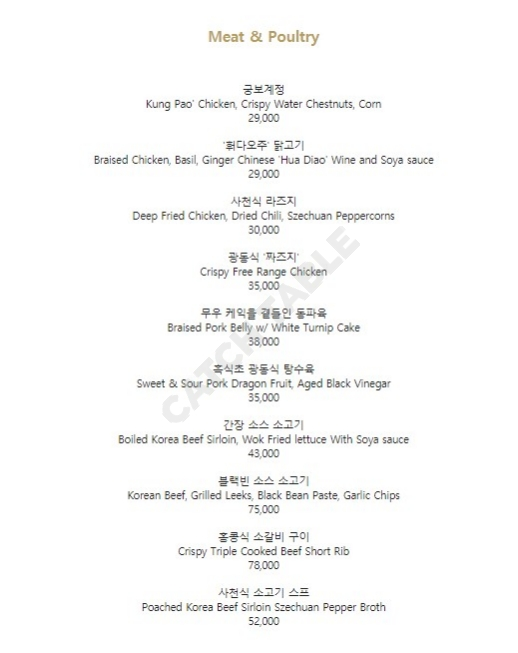 Meat & Poultry
궁보계정
Kung Pao' Chicken, Crispy Water Chestnuts, Corn
29,000
'훠다오주' 닭고기
Braised Chicken, Basil, Ginger Chinese 'Hua Diao' Wine and Soya sauce
29,000
사천식 라즈지
Deep Fried Chicken, Dried Chili, Szechuan Peppercorns
30,000
광동식 '짜즈지'
Crispy Free Range Chicken
35,000
무우 케익을 곁들인 동파육
Braised Pork Belly w/ White Turnip Cake
38,000
흑식초 광동식 탕수육
Sweet & Sour Pork Dragon Fruit, Aged Black Vinegar
35,000
간장 소스 소고기
Boiled Korea Beef Sirloin, Wok Fried lettuce With Soya sauce
43,000
블랙빈 소스 소고기
Korean Beef, Grilled Leeks, Black Bean Paste, Garlic Chips
75,000
홍콩식 소갈비 구이
Crispy Triple Cooked Beef Short Rib
78,000
사천식 소고기 스프
Poached Korea Beef Sirloin Szechuan Pepper Broth
52,000
CATCH TABLE